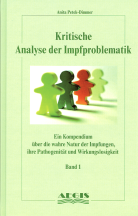 Anita Petek-Dimmer
Kritische
Analyse der Impfproblematik
Ein Kompendium
über die wahre Natur der Impfungen,
ihre Pathogenität und Wirkungslosigkeit
Band 1
AEGIS